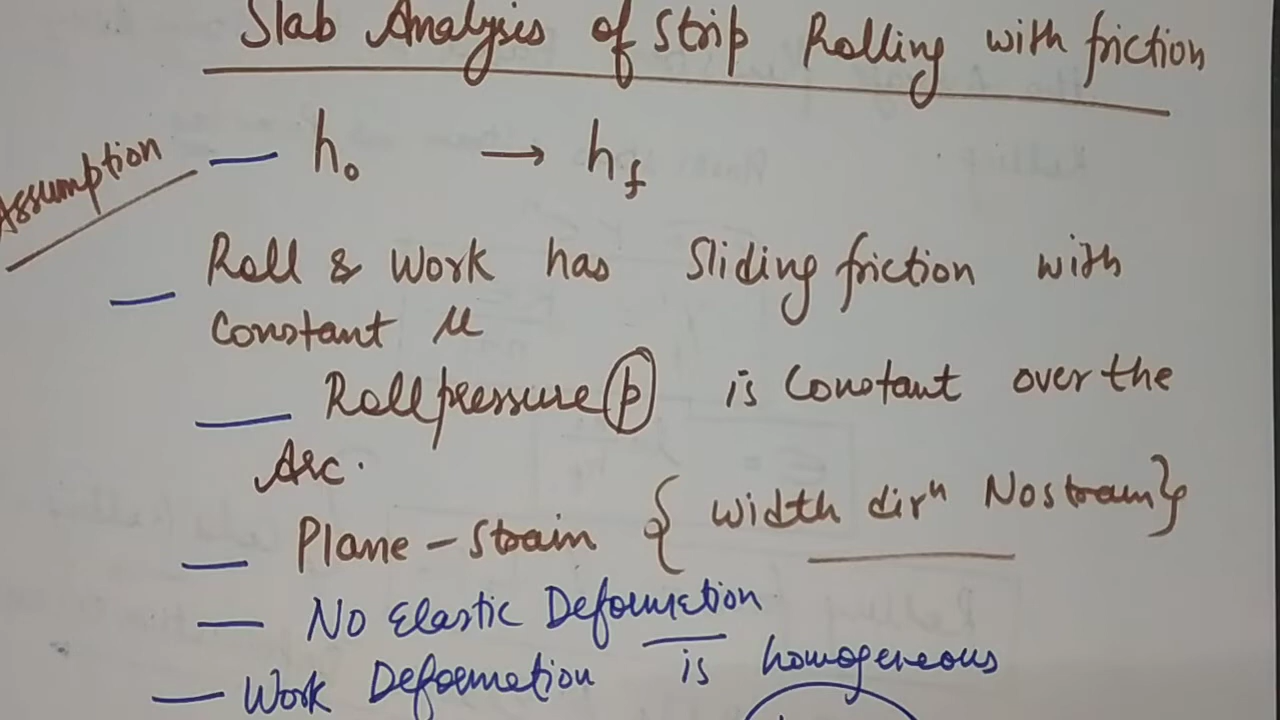 Slab Analysis of Strip Rolling with friction
Assumption
— h₀ → hf
— Roll & Work has Sliding friction with
Constant μ
— Roll pressure p is Constant over the
Arc.
— Plane-Strain { width dirⁿ No strain }
— No Elastic Deformation
— Work Deformation is homogeneous